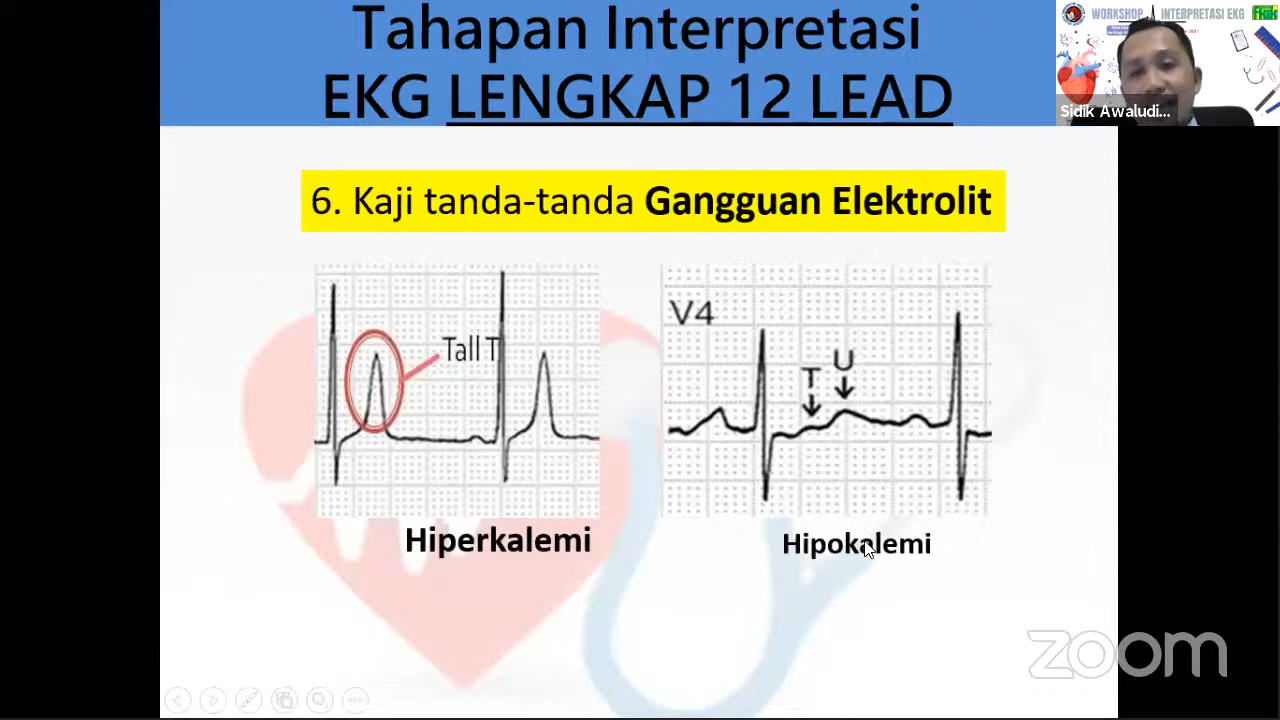 Tahapan Interpretasi
EKG LENGKAP 12 LEAD
WORKSHOP INTERPRETASI EKG
Sidik Awaludi...
6. Kaji tanda-tanda Gangguan Elektrolit
Tall T
V4
T
U
Hiperkalemi
Hipokalemi
zoom